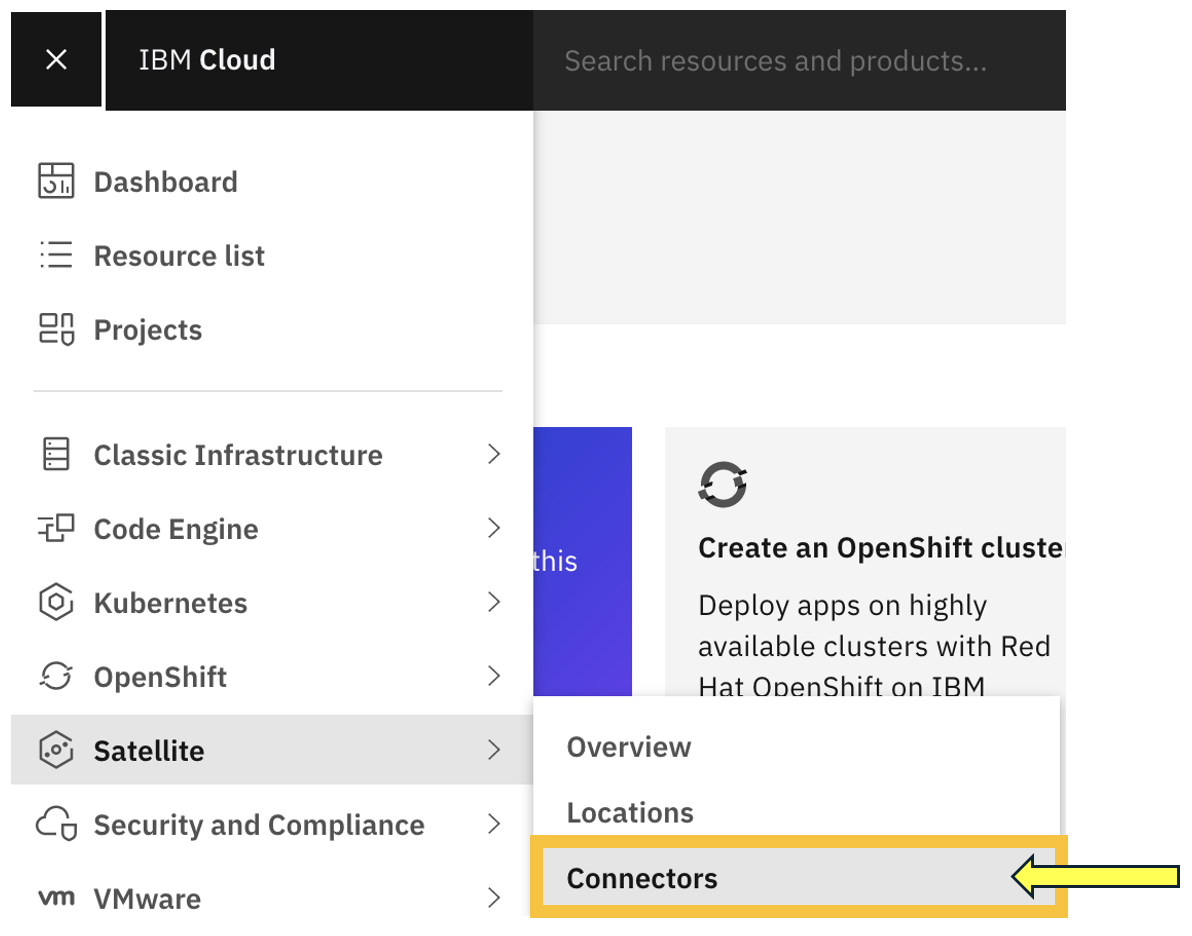 IBM Cloud
Search resources and products...
Dashboard
Resource list
Projects
Classic Infrastructure
Code Engine
Kubernetes
OpenShift
Satellite
Security and Compliance
vm VMware
this
Create an OpenShift cluste
Deploy apps on highly
available clusters with Red
Hat OpenShift on IBM
Overview
Locations
Connectors